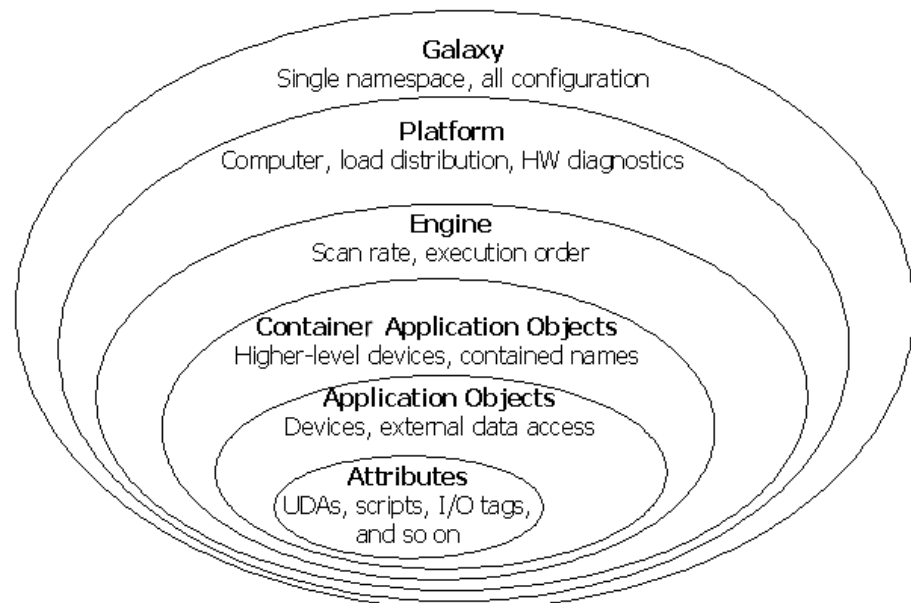 Galaxy
Single namespace, all configuration
Platform
Computer, load distribution, HW diagnostics
Engine
Scan rate, execution order
Container Application Objects
Higher-level devices, contained names
Application Objects
Devices, external data access
Attributes
UDAs, scripts, I/O tags,
and so on